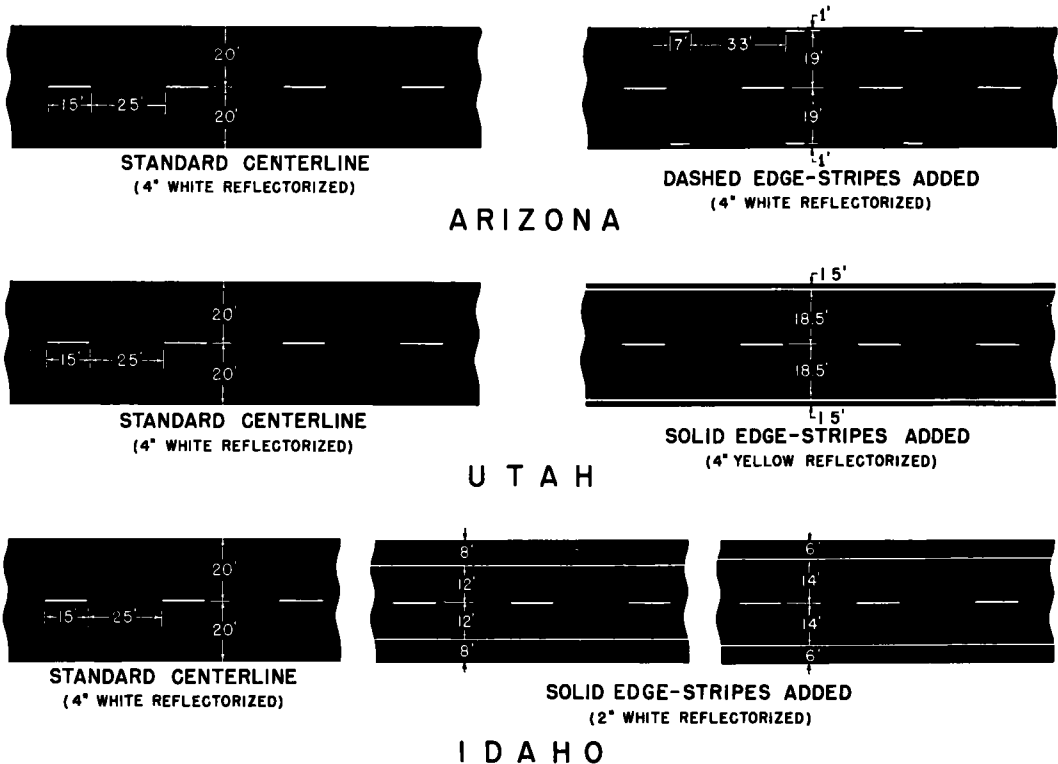 20'
15' 25'
20'
STANDARD CENTERLINE
(4" WHITE REFLECTORIZED)
1'
7' 33'
19'
19'
1'
DASHED EDGE-STRIPES ADDED
(4" WHITE REFLECTORIZED)
ARIZONA
20'
15' 25'
20'
STANDARD CENTERLINE
(4" WHITE REFLECTORIZED)
1 5'
18.5'
18.5'
1 5'
SOLID EDGE-STRIPES ADDED
(4" YELLOW REFLECTORIZED)
UTAH
20'
15' 25'
20'
STANDARD CENTERLINE
(4" WHITE REFLECTORIZED)
8'
12'
12'
8'
6'
14'
14'
6'
SOLID EDGE-STRIPES ADDED
(2" WHITE REFLECTORIZED)
IDAHO